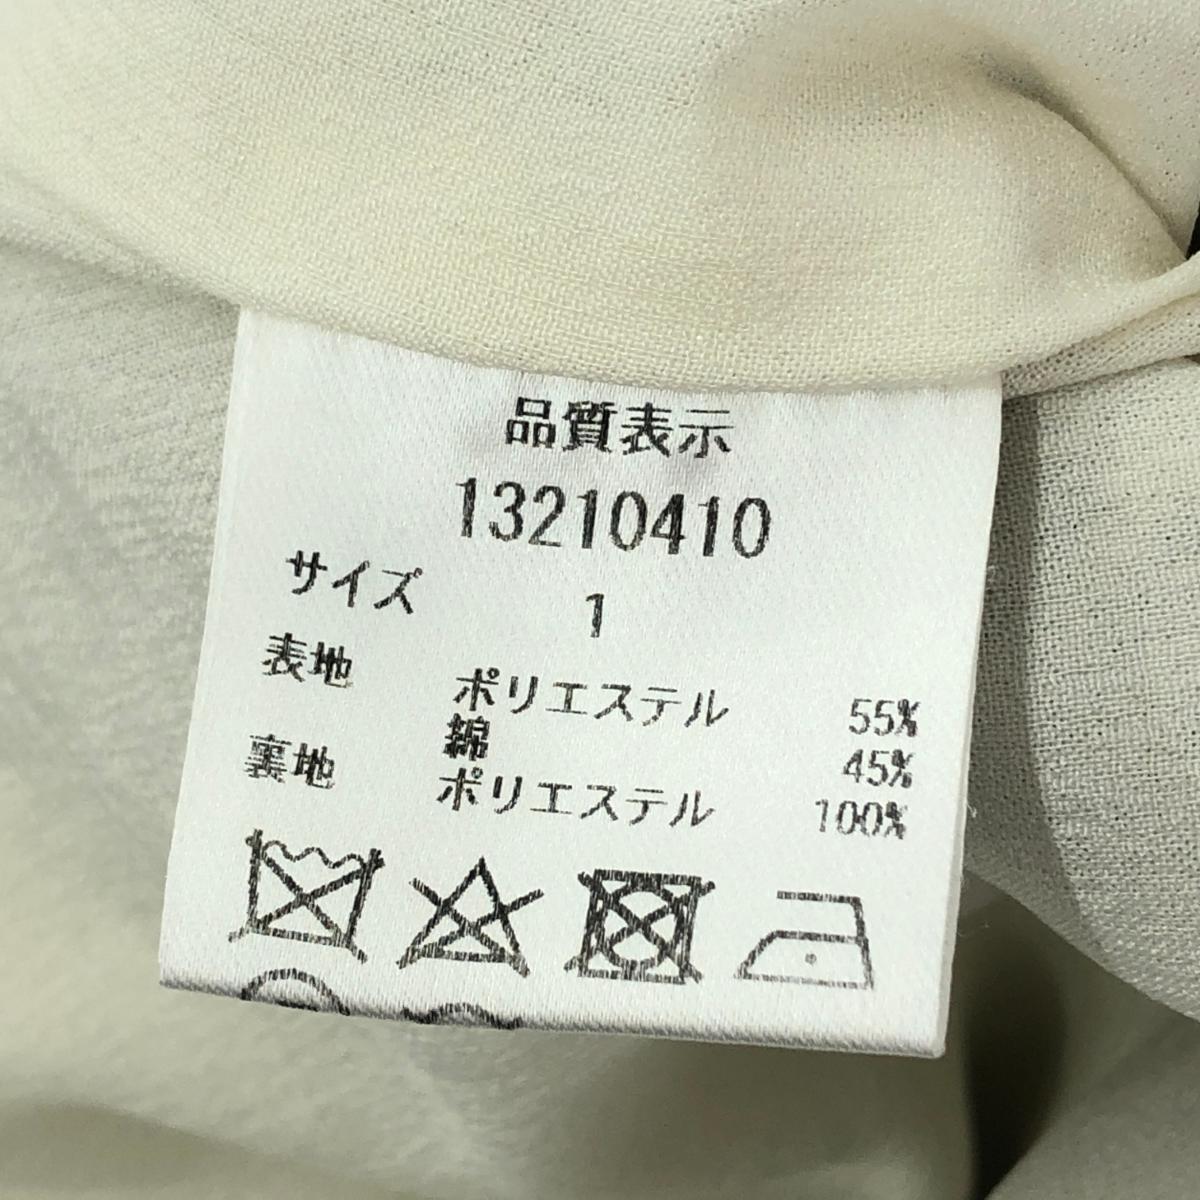 品質表示
13210410
サイズ 1
表地 ポリエステル 55%
綿 45%
裏地 ポリエステル 100%